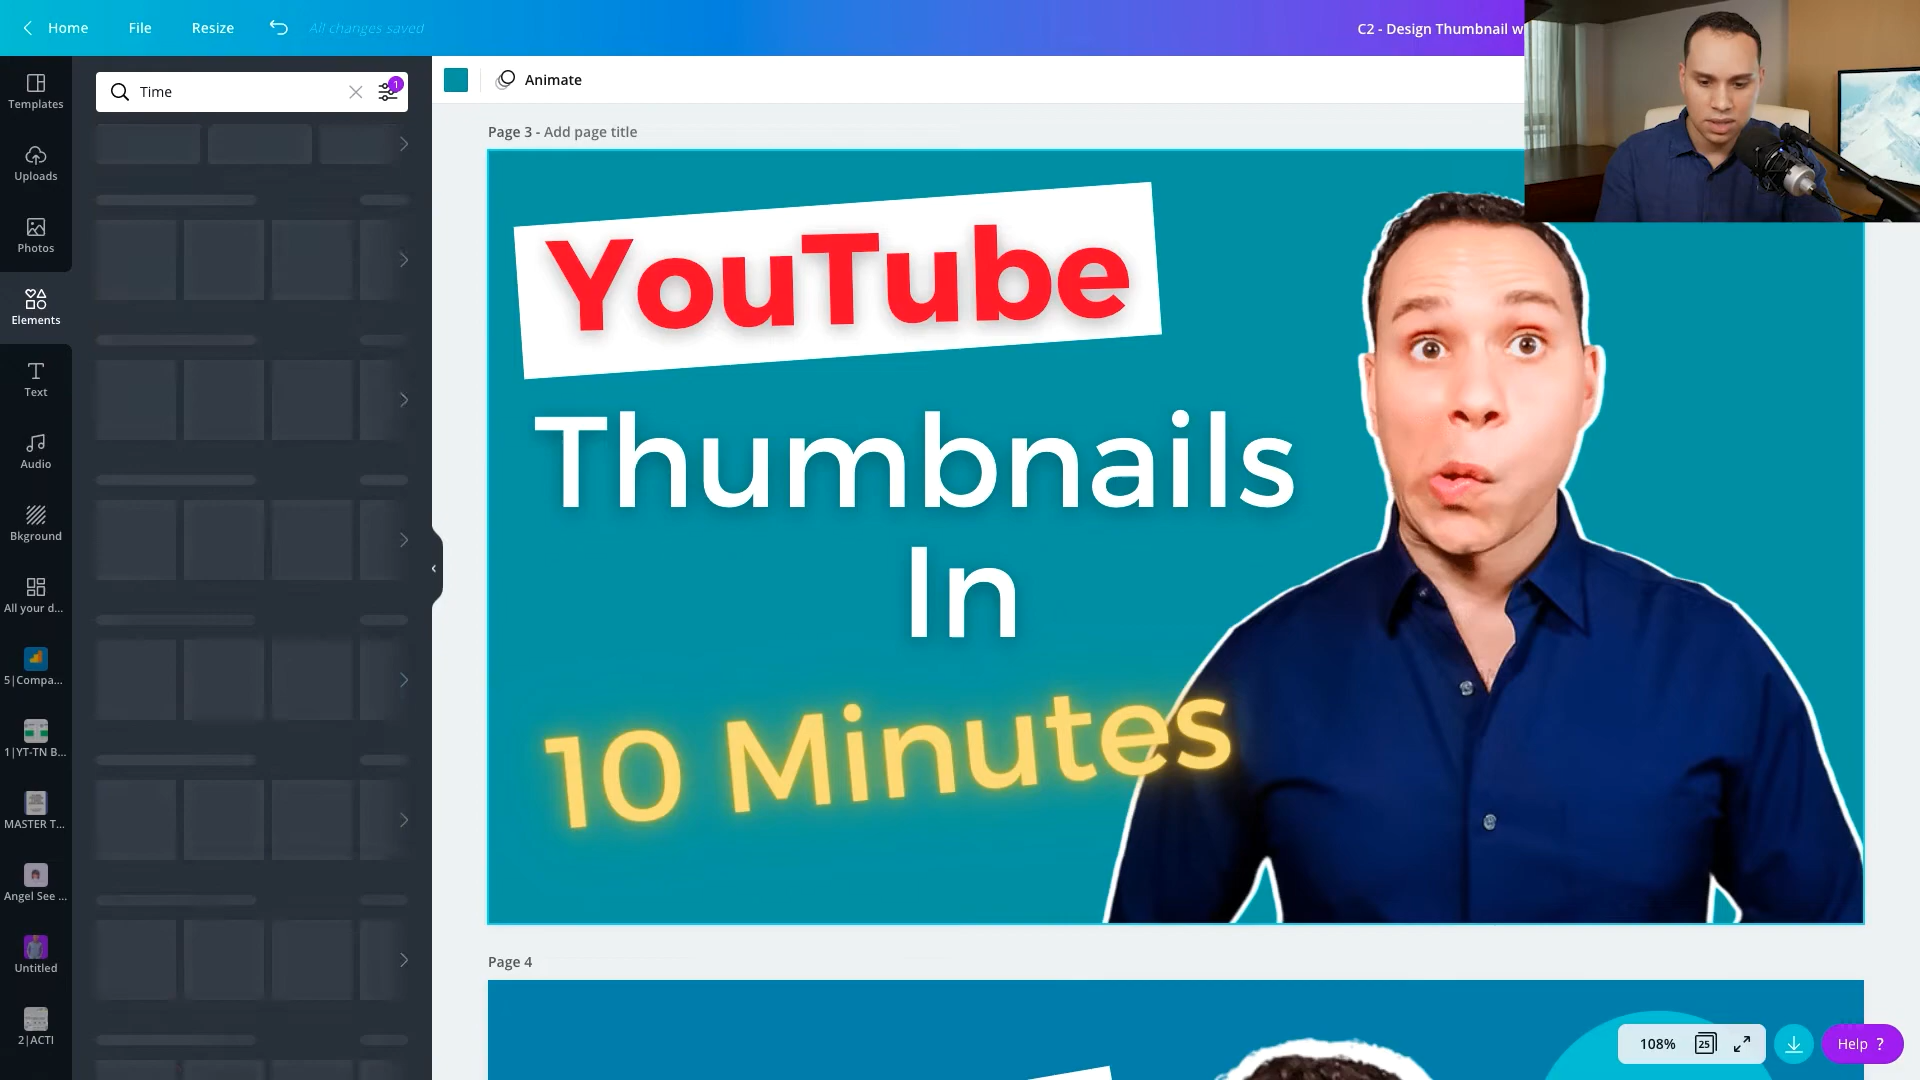 Home
File
Resize
All changes saved
C2 - Design Thumbnail w
Templates
Uploads
Photos
Elements
Text
Audio
Bkground
All your d...
5|Compa...
1|YT-TN B...
MASTER T...
Angel See ...
Untitled
2|ACTI
Time
1
Animate
Page 3 - Add page title
YouTube
Thumbnails
In
10 Minutes
Page 4
108%
25
Help ?